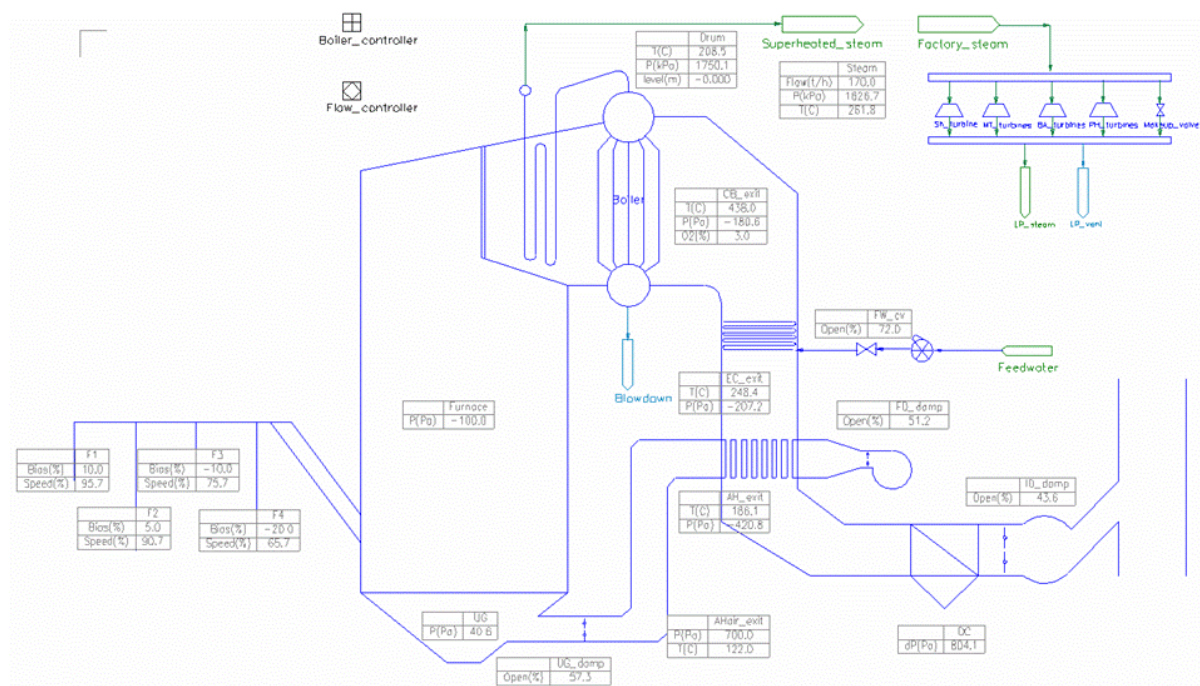 Boiler_controller
Flow_controller
Drum
T(C) 208.5
P(kPa) 1750.1
level(m) -0.000
Superheated_steam
Steam
Flow(t/h) 170.0
P(kPa) 1626.7
T(C) 261.8
Factory_steam
Sh_turbine
MT_turbines
BA_turbines
PH_turbines
Makeup_valve
LP_steam
LP_vent
Boiler
CB_exit
T(C) 438.0
P(Pa) -180.6
O2(%) 3.0
FW_cv
Open(%) 72.0
Feedwater
Blowdown
EC_exit
T(C) 248.4
P(Pa) -207.2
Furnace
P(Pa) -100.0
FD_damp
Open(%) 51.2
F1
Bias(%) 10.0
Speed(%) 95.7
F3
Bias(%) -10.0
Speed(%) 75.7
F2
Bias(%) 5.0
Speed(%) 90.7
F4
Bias(%) -20.0
Speed(%) 65.7
AH_exit
T(C) 186.1
P(Pa) -420.8
ID_damp
Open(%) 43.6
UG
P(Pa) 40.6
AHair_exit
P(Pa) 700.0
T(C) 122.0
DC
dP(Pa) 804.1
UG_damp
Open(%) 57.3